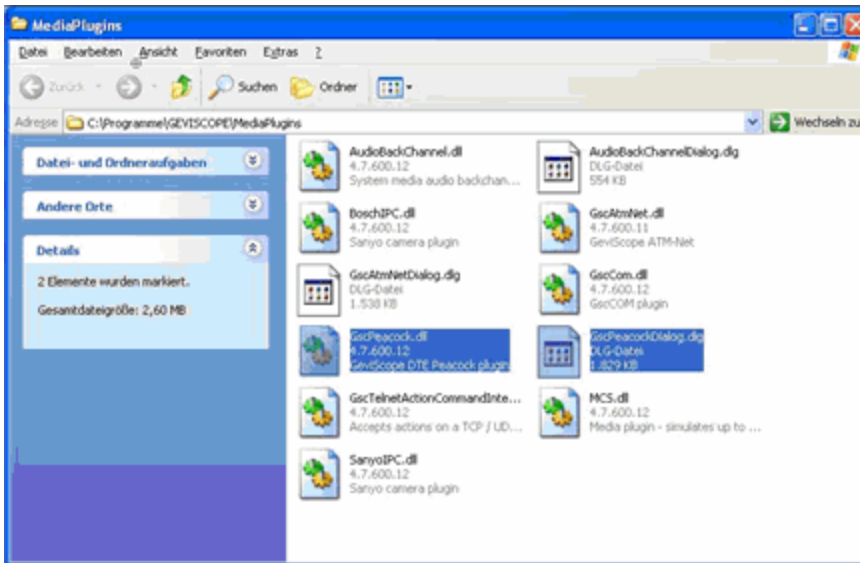 MediaPlugins
Datei Bearbeiten Ansicht Favoriten Extras ?
Zurück Suchen Ordner
Adresse C:\Programme\GEVISCOPE\MediaPlugins Wechseln zu
Datei- und Ordneraufgaben
Andere Orte
Details
2 Elemente wurden markiert.
Gesamtdateigröße: 2,60 MB
AudioBackChannel.dll
4.7.600.12
System media audio backchan...
AudioBackChannelDialog.dlg
DLG-Datei
554 KB
BoschIPC.dll
4.7.600.12
Sanyo camera plugin
GscAtmNet.dll
4.7.600.11
GeviScope ATM-Net
GscAtmNetDialog.dlg
DLG-Datei
1.538 KB
GscCom.dll
4.7.600.12
GscCOM plugin
GscPeacock.dll
4.7.600.12
GeviScope DTE Peacock plugin
GscPeacockDialog.dlg
DLG-Datei
1.829 KB
GscTelnetActionCommandInte...
4.7.600.12
Accepts actions on a TCP / UD...
MCS.dll
4.7.600.12
Media plugin - simulates up to ...
SanyoIPC.dll
4.7.600.12
Sanyo camera plugin